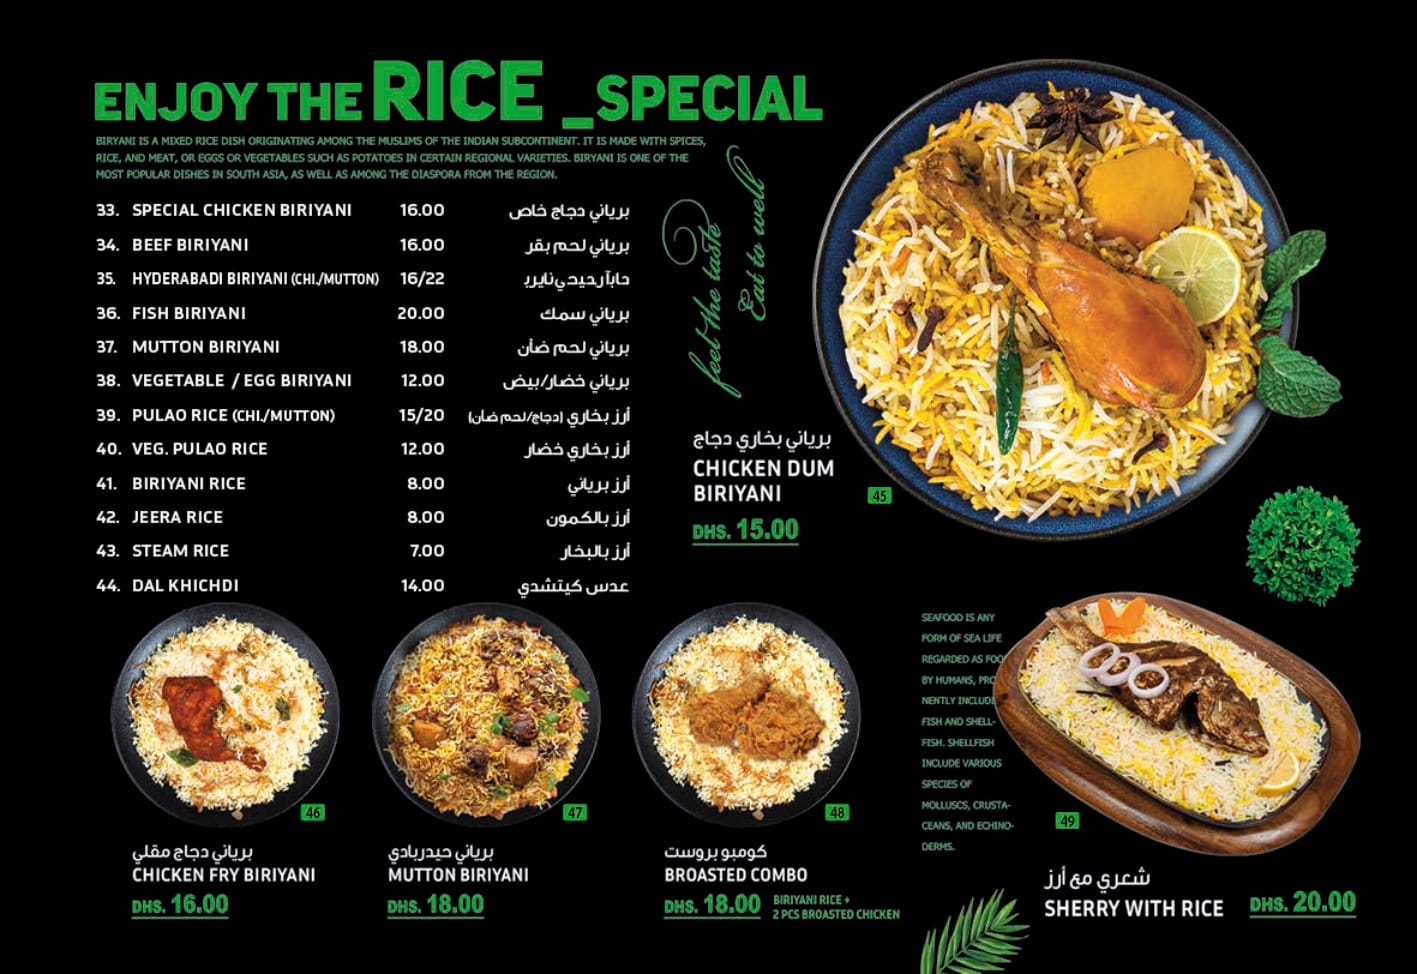 ENJOY THE RICE _SPECIAL
BIRYANI IS A MIXED RICE DISH ORIGINATING AMONG THE MUSLIMS OF THE INDIAN SUBCONTINENT. IT IS MADE WITH SPICES,
RICE, AND MEAT, OR EGGS OR VEGETABLES SUCH AS POTATOES IN CERTAIN REGIONAL VARIETIES. BIRYANI IS ONE OF THE
MOST POPULAR DISHES IN SOUTH ASIA, AS WELL AS AMONG THE DIASPORA FROM THE REGION.
33. SPECIAL CHICKEN BIRIYANI 16.00 برياني دجاج خاص
34. BEEF BIRIYANI 16.00 برياني لحم بقر
35. HYDERABADI BIRIYANI (CHI./MUTTON) 16/22
36. FISH BIRIYANI 20.00 برياني سمك
37. MUTTON BIRIYANI 18.00 برياني لحم ضأن
38. VEGETABLE / EGG BIRIYANI 12.00 برياني خضار/بيض
39. PULAO RICE (CHI./MUTTON) 15/20 أرز بخاري (دجاج/لحم ضأن)
40. VEG. PULAO RICE 12.00 أرز بخاري خضار
41. BIRIYANI RICE 8.00 أرز برياني
42. JEERA RICE 8.00 أرز بالكمون
43. STEAM RICE 7.00 أرز بالبخار
44. DAL KHICHDI 14.00 عدس كيتشدي
feel the taste
Eat to well
برياني بخاري دجاج
CHICKEN DUM
BIRIYANI
45
DHS. 15.00
46
برياني دجاج مقلي
CHICKEN FRY BIRIYANI
DHS. 16.00
47
برياني حيدربادي
MUTTON BIRIYANI
DHS. 18.00
48
كومبو بروست
BROASTED COMBO
DHS. 18.00
BIRIYANI RICE +
2 PCS BROASTED CHICKEN
SEAFOOD IS ANY
FORM OF SEA LIFE
REGARDED AS FOO
BY HUMANS, PRO
NENTLY INCLUDE
FISH AND SHELL-
FISH. SHELLFISH
INCLUDE VARIOUS
SPECIES OF
MOLLUSCS, CRUSTA-
CEANS, AND ECHINO-
DERMS.
49
شعري مع أرز
SHERRY WITH RICE
DHS. 20.00